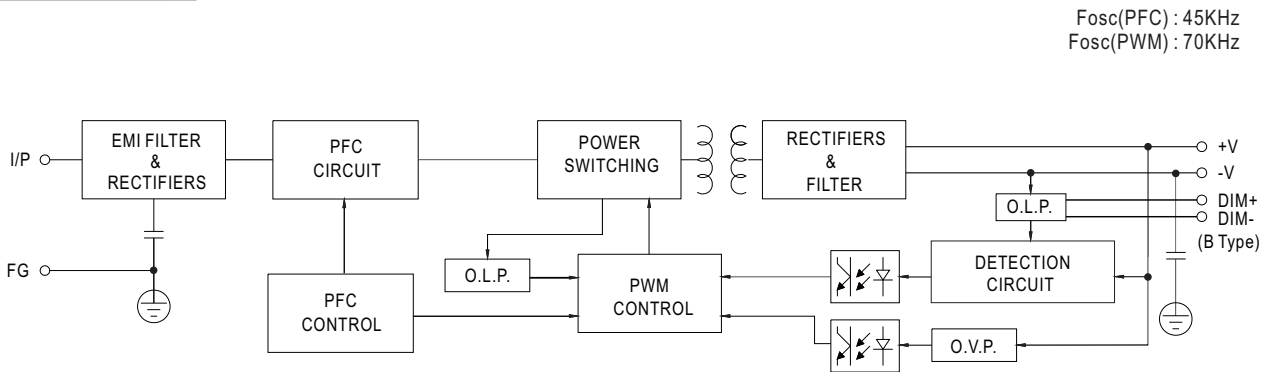 Fosc(PFC) : 45KHz
Fosc(PWM) : 70KHz
I/P
EMI FILTER
&
RECTIFIERS
PFC
CIRCUIT
POWER
SWITCHING
RECTIFIERS
&
FILTER
+V
-V
DIM+
DIM-
(B Type)
O.L.P.
FG
O.L.P.
PFC
CONTROL
PWM
CONTROL
DETECTION
CIRCUIT
O.V.P.